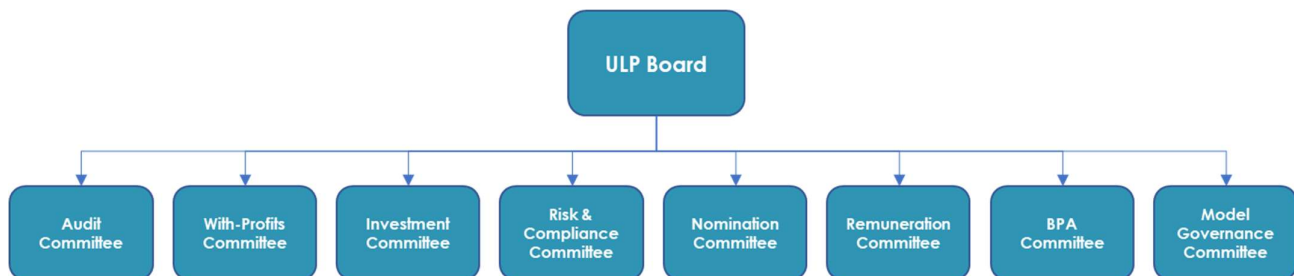 ULP Board
Audit
Committee
With-Profits
Committee
Investment
Committee
Risk &
Compliance
Committee
Nomination
Committee
Remuneration
Committee
BPA
Committee
Model
Governance
Committee